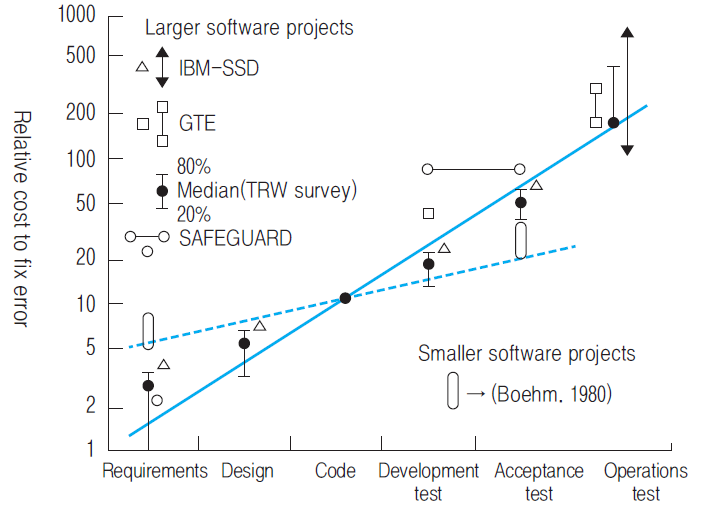 1000
500
200
100
50
20
10
5
2
1
Relative cost to fix error
Larger software projects
IBM-SSD
GTE
80%
Median(TRW survey)
20%
SAFEGUARD
Smaller software projects
→ (Boehm. 1980)
Requirements
Design
Code
Development
test
Acceptance
test
Operations
test